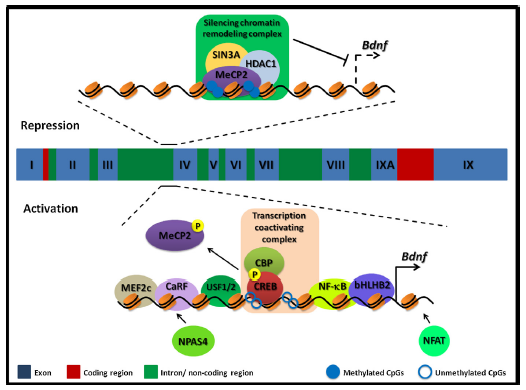 Silencing chromatin
remodeling complex
SIN3A
HDAC1
MeCP2
Bdnf
Repression
I II III IV V VI VII VIII IXA IX
Activation
Transcription
coactivating
complex
MeCP2
P
CBP
P
Bdnf
MEF2c
CaRF
USF1/2
CREB
NF-κB
bHLHB2
NPAS4
NFAT
Exon
Coding region
Intron/ non-coding region
Methylated CpGs
Unmethylated CpGs